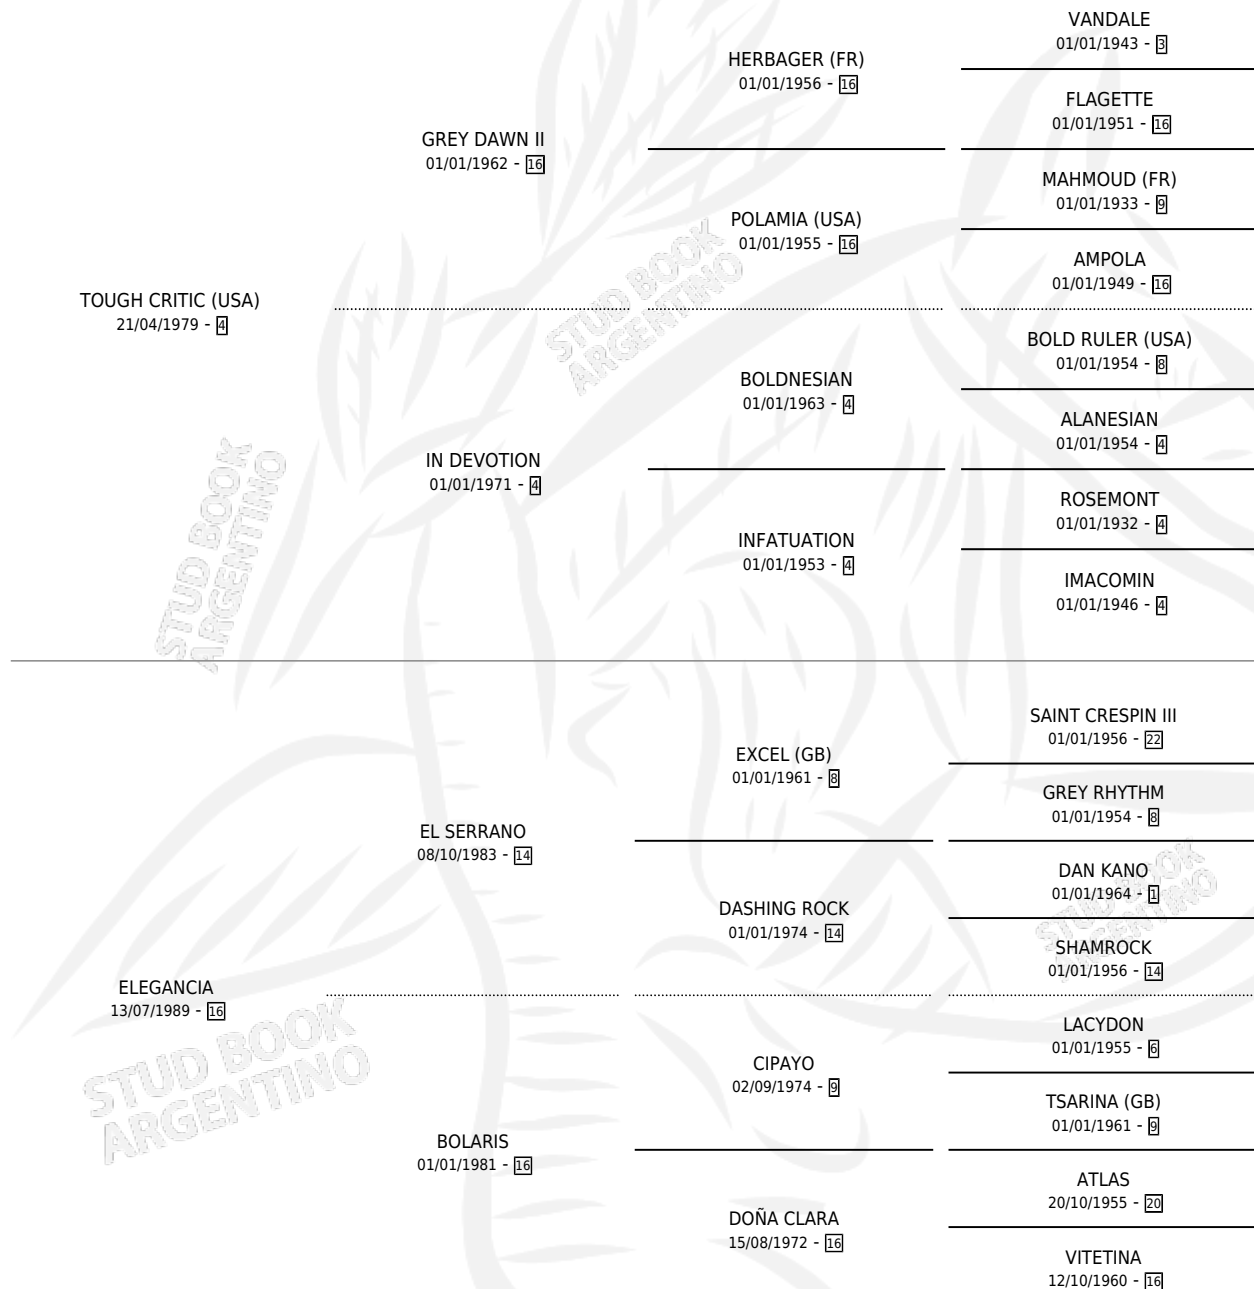 VANDALE
01/01/1943 - 3
HERBAGER (FR)
01/01/1956 - 16
FLAGETTE
01/01/1951 - 16
GREY DAWN II
01/01/1962 - 16
MAHMOUD (FR)
01/01/1933 - 9
POLAMIA (USA)
01/01/1955 - 16
AMPOLA
01/01/1949 - 16
TOUGH CRITIC (USA)
21/04/1979 - 4
BOLD RULER (USA)
01/01/1954 - 8
BOLDNESIAN
01/01/1963 - 4
ALANESIAN
01/01/1954 - 4
IN DEVOTION
01/01/1971 - 4
ROSEMONT
01/01/1932 - 4
INFATUATION
01/01/1953 - 4
IMACOMIN
01/01/1946 - 4
SAINT CRESPIN III
01/01/1956 - 22
EXCEL (GB)
01/01/1961 - 8
GREY RHYTHM
01/01/1954 - 8
EL SERRANO
08/10/1983 - 14
DAN KANO
01/01/1964 - 1
DASHING ROCK
01/01/1974 - 14
SHAMROCK
01/01/1956 - 14
ELEGANCIA
13/07/1989 - 16
LACYDON
01/01/1955 - 6
CIPAYO
02/09/1974 - 9
TSARINA (GB)
01/01/1961 - 9
BOLARIS
01/01/1981 - 16
ATLAS
20/10/1955 - 20
DOÑA CLARA
15/08/1972 - 16
VITETINA
12/10/1960 - 16
STUD BOOK
ARGENTINO
STUD BOOK
ARGENTINO
STUD BOOK
ARGENTINO
STUD BOOK
ARGENTINO